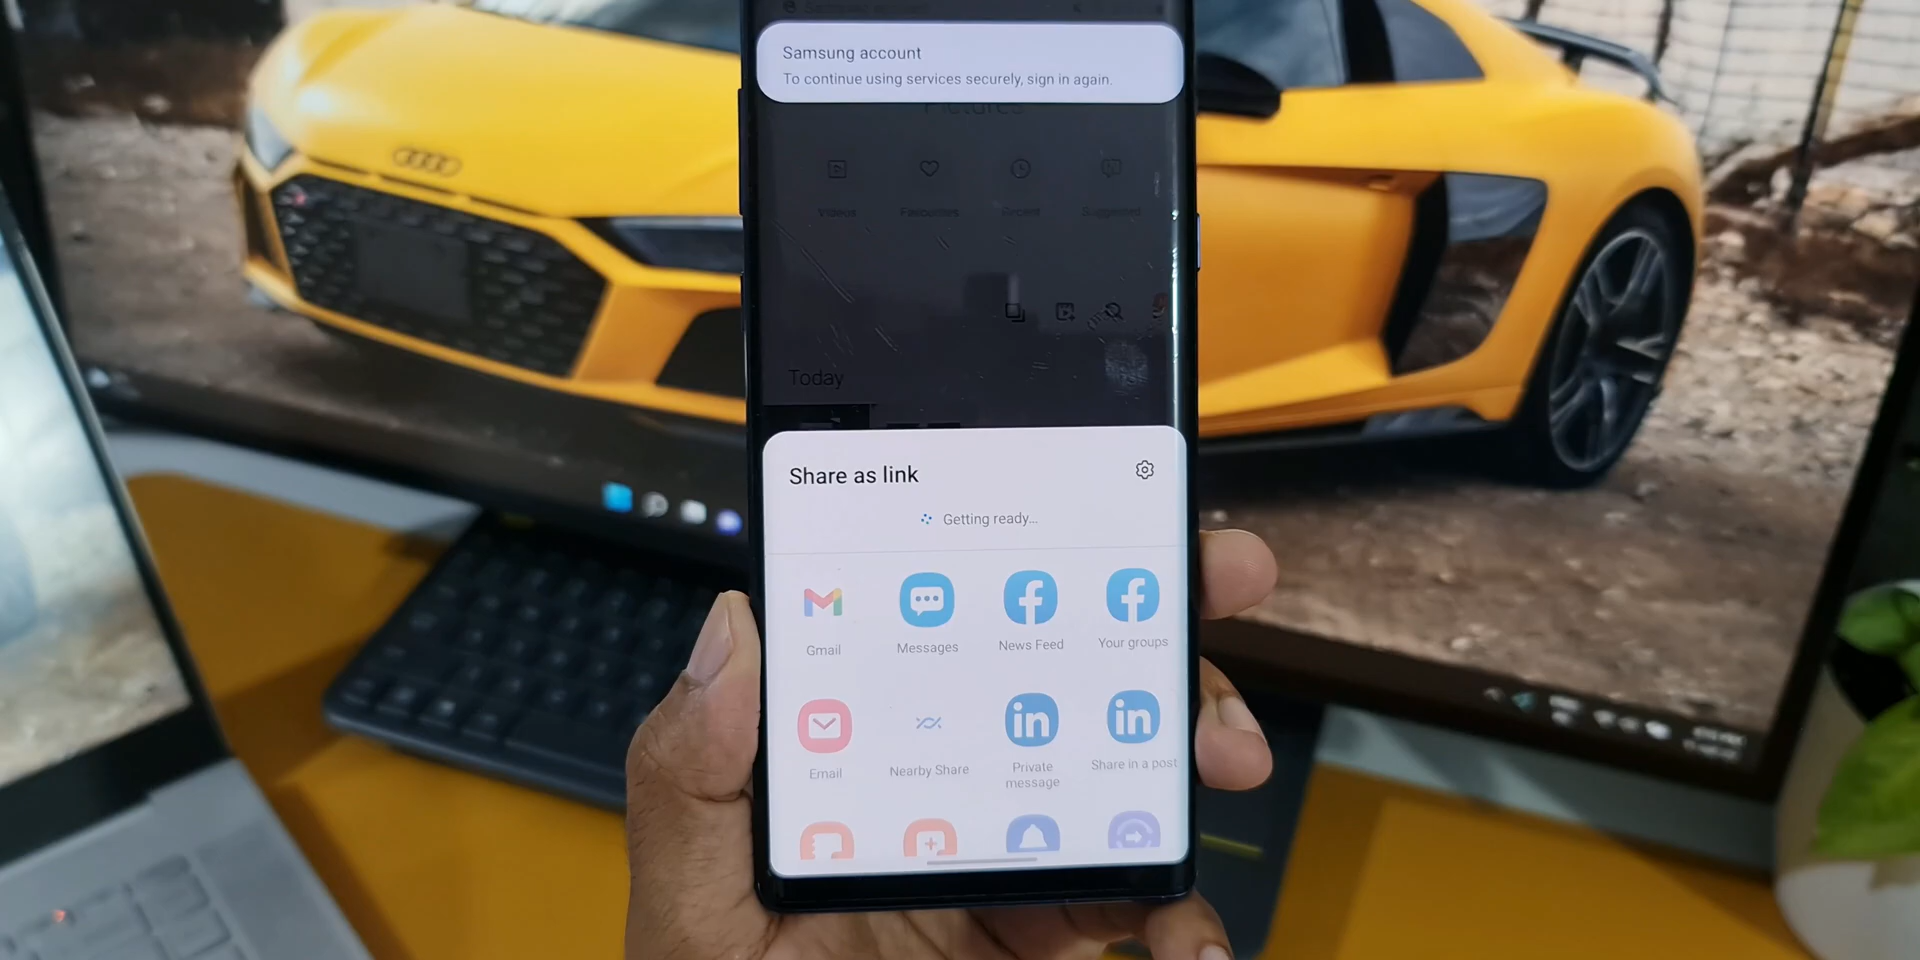 Samsung account
To continue using services securely, sign in again.
Pictures
Videos Favourites Recent Suggested
Today
Share as link
Getting ready...
Gmail Messages News Feed Your groups
Email Nearby Share Private message Share in a post